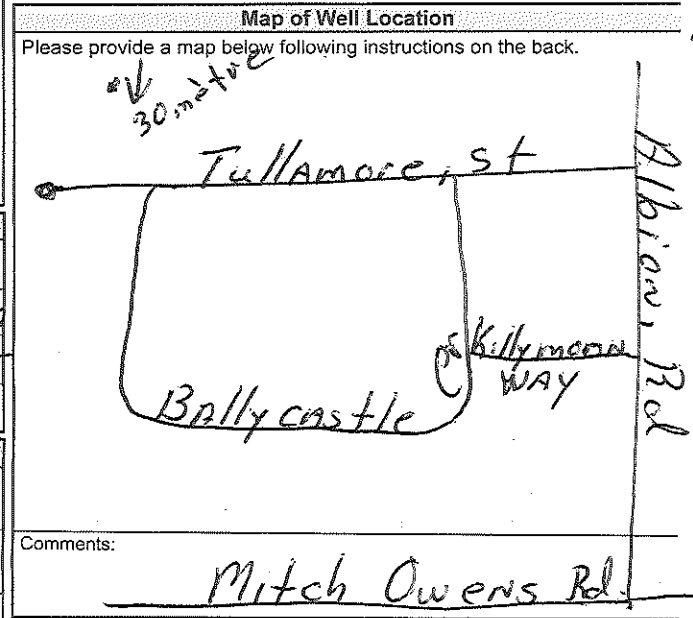 Map of Well Location
Please provide a map below following instructions on the back.
30 mètre
Tullamore, st
Albion, Rd
Killymoon
WAY
Ballycastle
Comments:
Mitch Owens Rd.